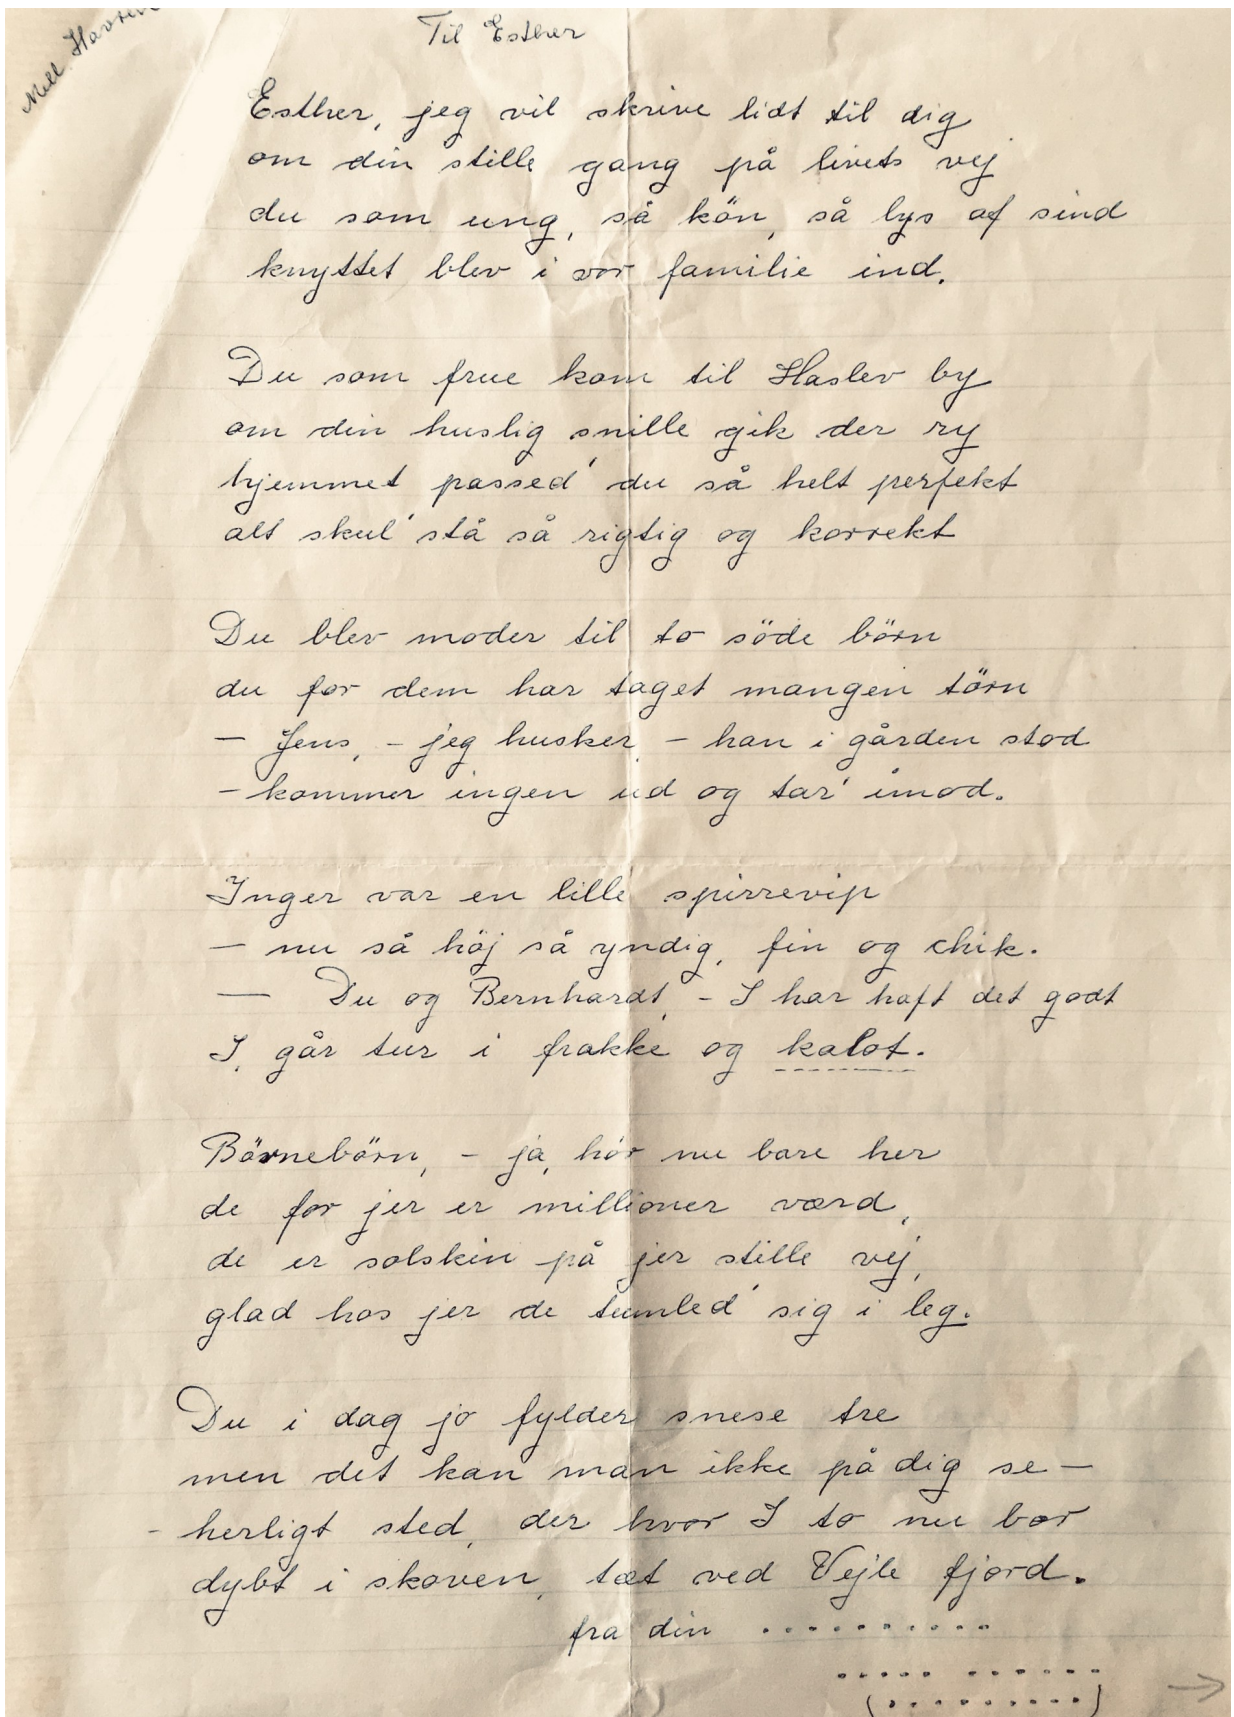 Mell.
Til Esther
Esther, jeg vil skrive lidt til dig
om din stille gang på livets vej
du som ung, så kön, så lys af sind
knyttet blev i vor familie ind.
Du som frue kom til Haslev by
om din huslig snille gik der ry
hjemmet passed' du så helt perfekt
alt skul' stå så rigtig og korrekt
Du blev moder til to söde börn
du for dem har taget mangen törn
- Jens, - jeg husker, - han i gården stod
- kommer ingen ud og tar' imod.
Inger var en lille spirrevip
- nu så höj så yndig, fin og chik.
- Du og Bernhardt, - I har haft det godt
I, går tur i frakke og kalot.
Börnebörn, - ja, hör nu bare her
de for jer er millioner værd,
de er solskin på jer stille vej,
glad hos jer de tumled' sig i leg.
Du i dag jo fylder snese tre
men det kan man ikke på dig se -
- herligt sted, der hvor I to nu bor
dybt i skoven, tæt ved Vejle fjord.
fra din ..........
..... ......
(.........)
→